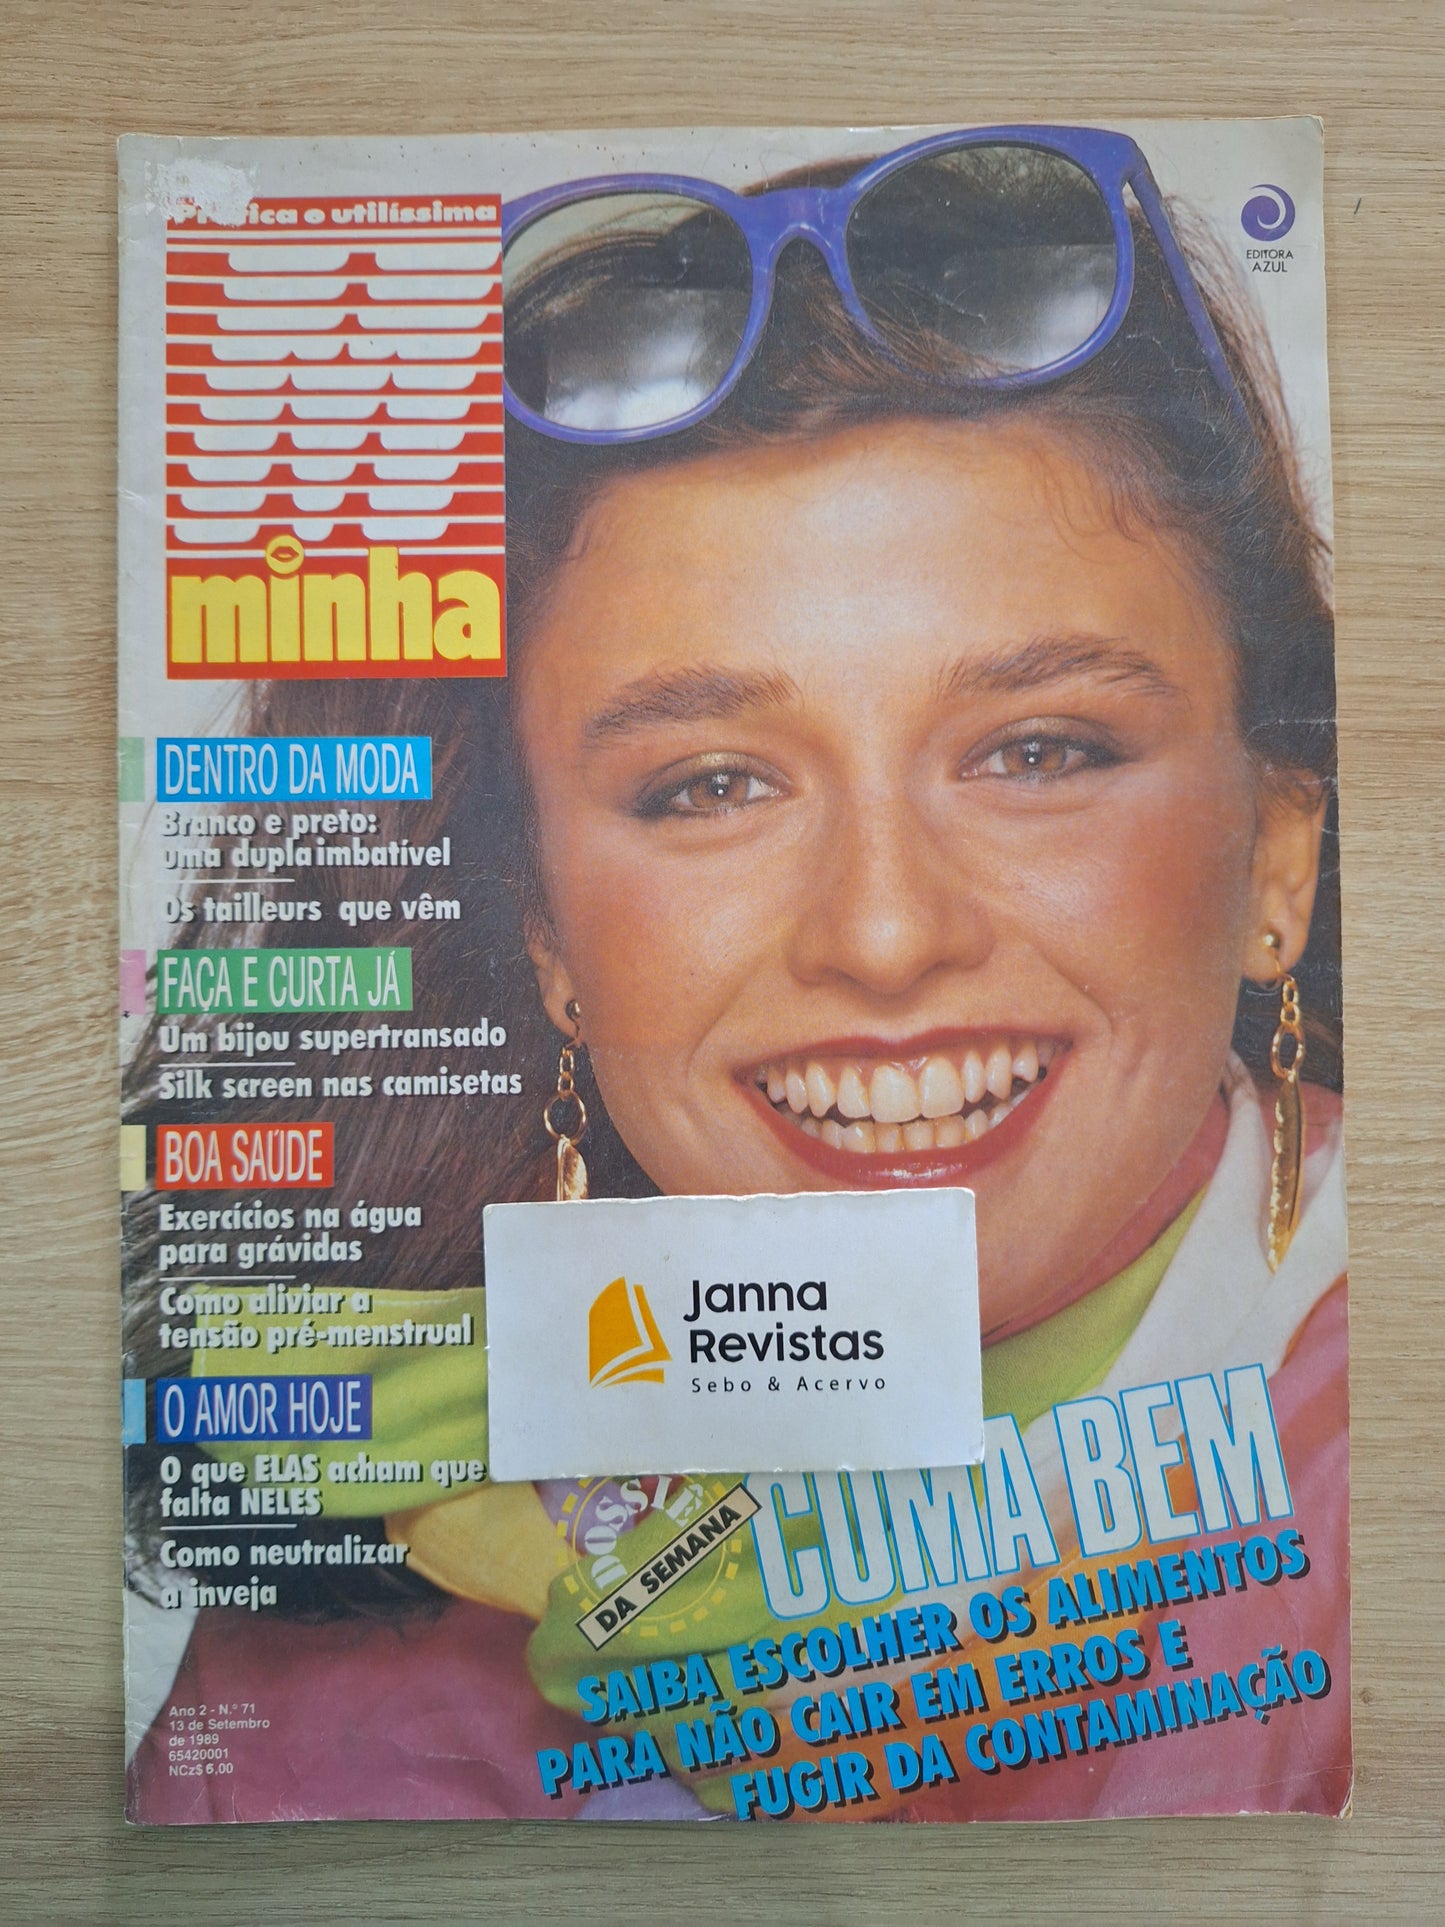 Prática e utilíssima
minha
EDITORA
AZUL
DENTRO DA MODA
Branco e preto:
uma dupla imbatível
Os tailleurs que vêm
FAÇA E CURTA JÁ
Um bijou supertransado
Silk screen nas camisetas
BOA SAÚDE
Exercícios na água
para grávidas
Como aliviar a
tensão pré-menstrual
O AMOR HOJE
O que ELAS acham que
falta NELES
Como neutralizar
a inveja
Janna
Revistas
Sebo & Acervo
DOSSIÊ
DA SEMANA
COMA BEM
SAIBA ESCOLHER OS ALIMENTOS
PARA NÃO CAIR EM ERROS E
FUGIR DA CONTAMINAÇÃO
Ano 2 - N.º 71
13 de Setembro
de 1989
65420001
NCz$ 6,00